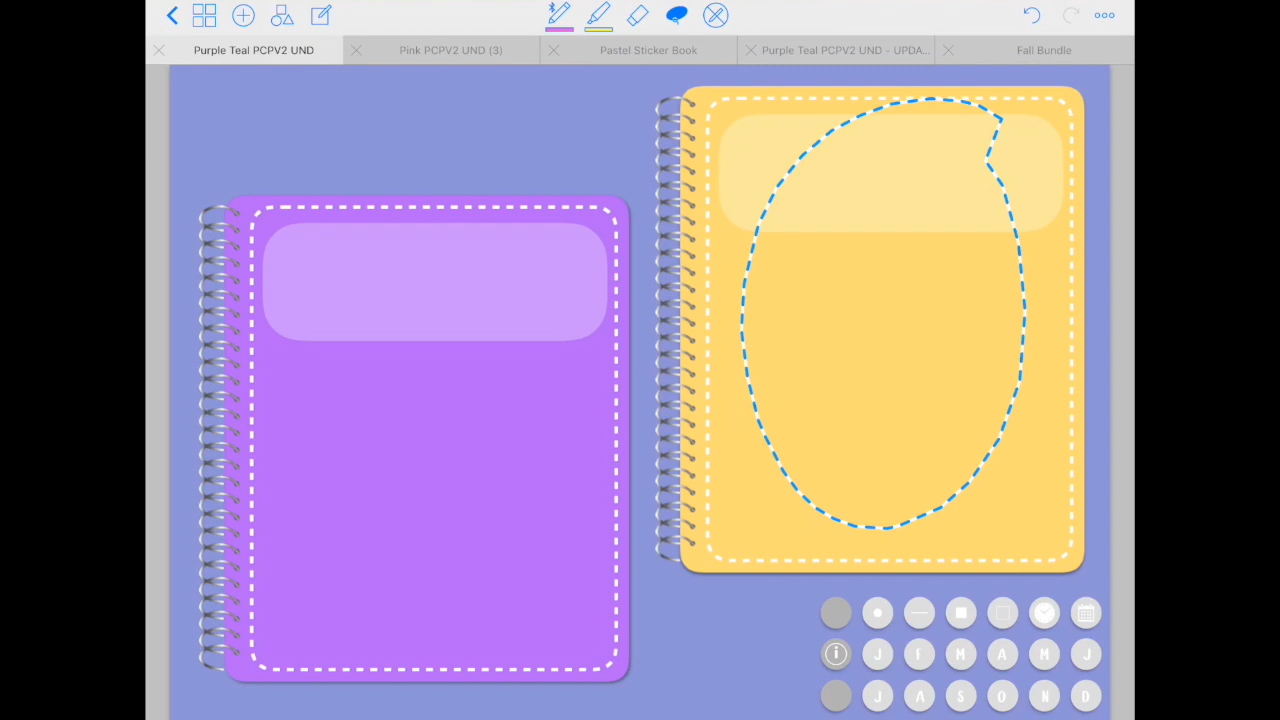 Purple Teal PCPV2 UND
Pink PCPV2 UND (3)
Pastel Sticker Book
Purple Teal PCPV2 UND - UPDA...
Fall Bundle
i J F M A M J
J A S O N D